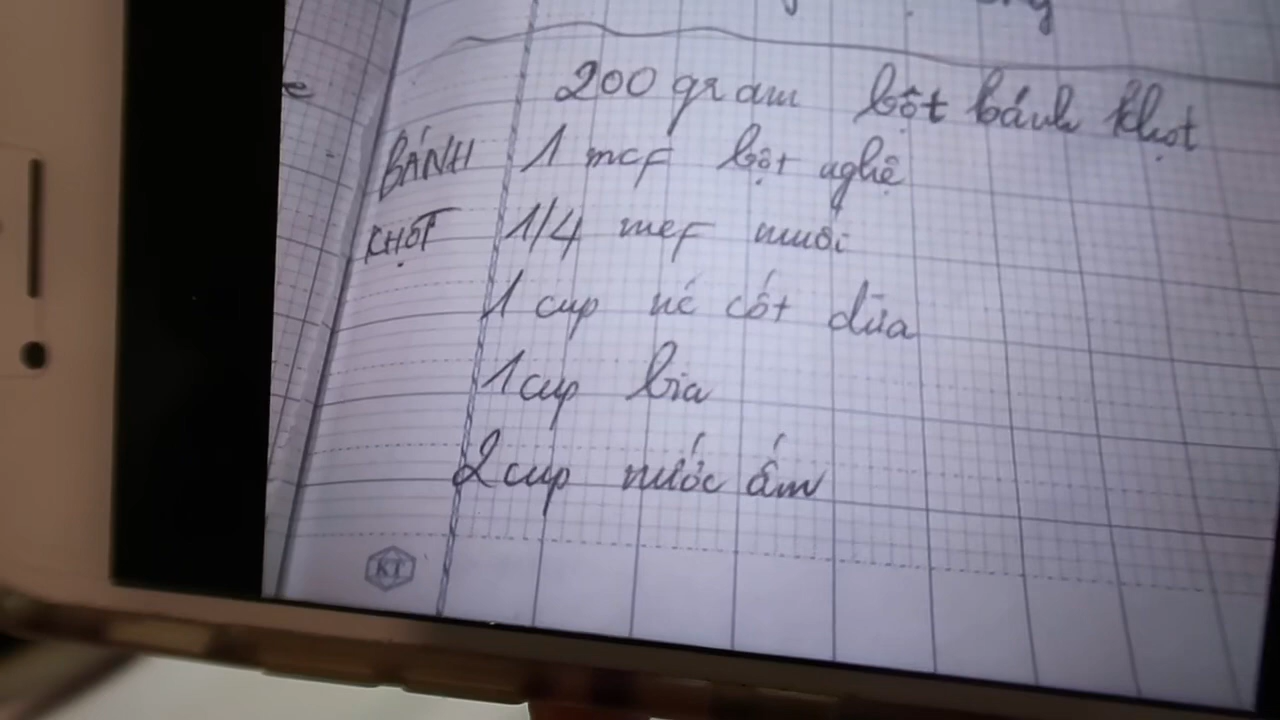 200 gram bột bánh khọt
BÁNH 1 mcf bột nghệ
KHỌT 1/4 mcf muối
1 cup nc cốt dừa
1 cup bia
2 cup nước ấm
KT